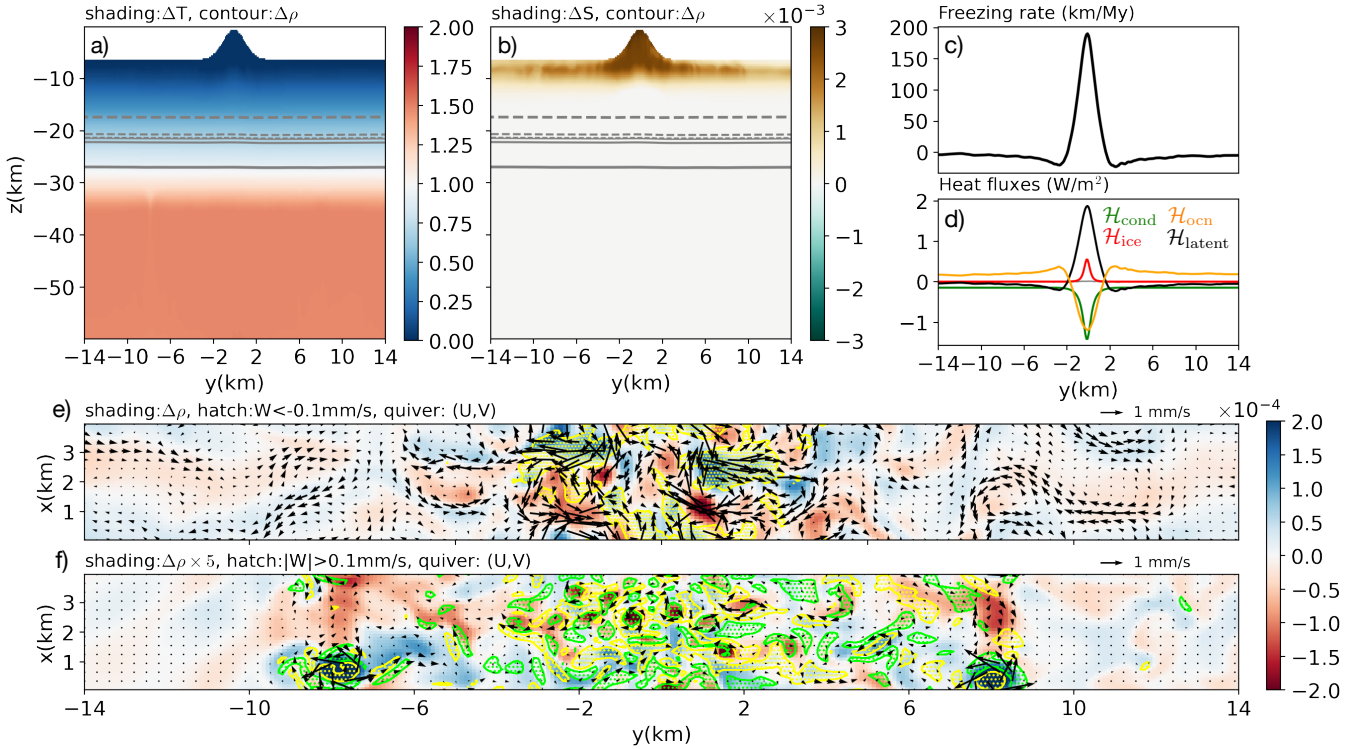 shading:ΔT, contour:Δρ
a)
−10
−20
−30
−40
−50
z(km)
−14 −10 −6 −2 2 6 10 14
y(km)
2.00
1.75
1.50
1.25
1.00
0.75
0.50
0.25
0.00
shading:ΔS, contour:Δρ
×10⁻³
b)
−14 −10 −6 −2 2 6 10 14
y(km)
3
2
1
0
−1
−2
−3
Freezing rate (km/My)
c)
200
150
100
50
0
Heat fluxes (W/m²)
d)
2
1
0
−1
ℋcond ℋocn
ℋice ℋlatent
−14 −10 −6 −2 2 6 10 14
y(km)
e) shading:Δρ, hatch:W<-0.1mm/s, quiver: (U,V)
1 mm/s
×10⁻⁴
3
2
1
x(km)
f) shading:Δρ × 5, hatch:|W|>0.1mm/s, quiver: (U,V)
1 mm/s
3
2
1
x(km)
−14 −10 −6 −2 2 6 10 14
y(km)
2.0
1.5
1.0
0.5
0.0
−0.5
−1.0
−1.5
−2.0